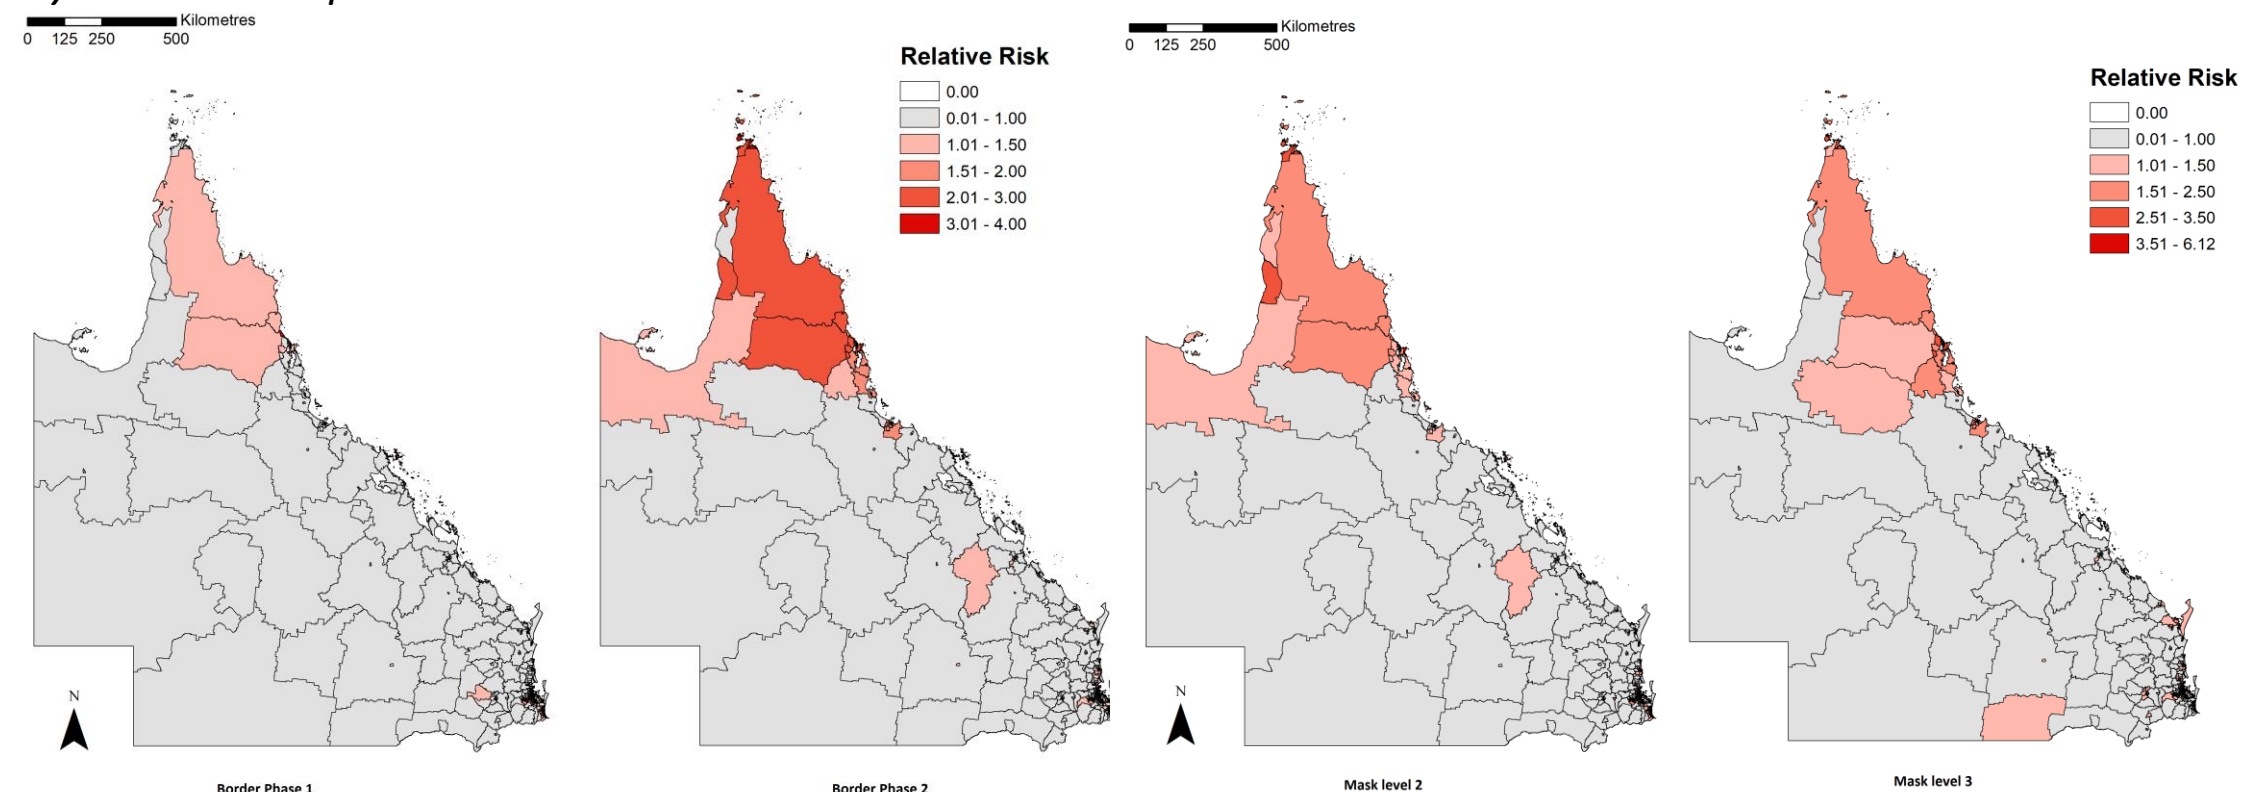 Kilometres
0 125 250 500
Relative Risk
0.00
0.01 - 1.00
1.01 - 1.50
1.51 - 2.00
2.01 - 3.00
3.01 - 4.00
N
Border Phase 1
Border Phase 2
Kilometres
0 125 250 500
Relative Risk
0.00
0.01 - 1.00
1.01 - 1.50
1.51 - 2.50
2.51 - 3.50
3.51 - 6.12
N
Mask level 2
Mask level 3